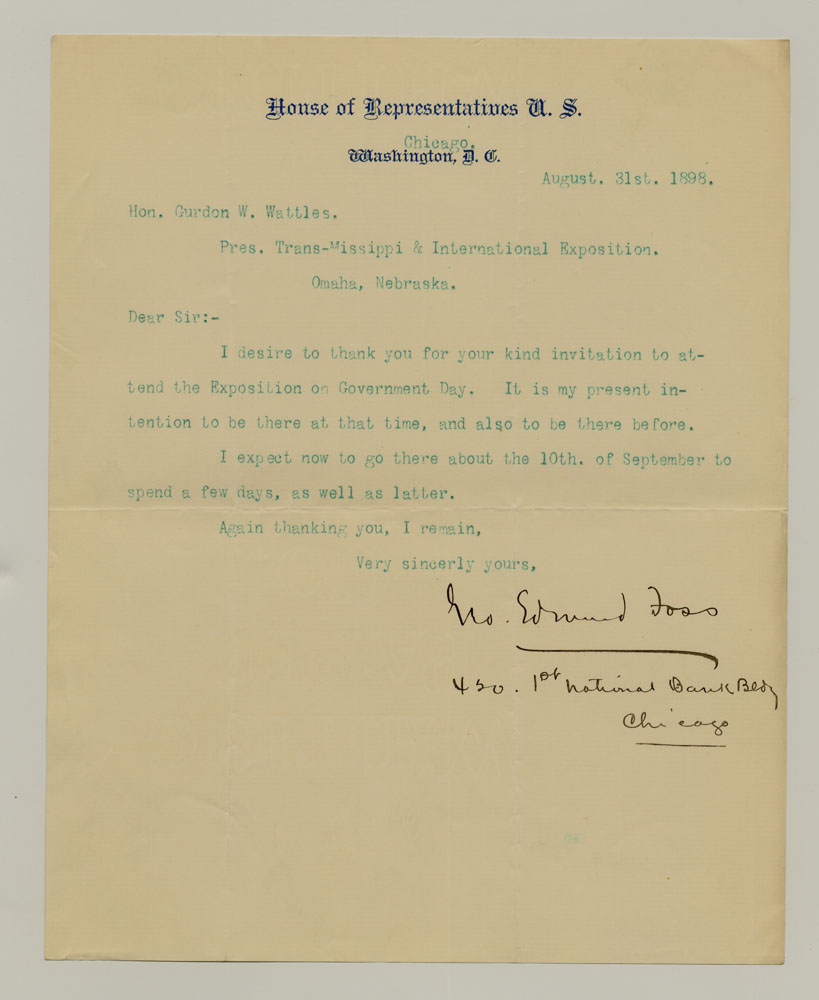 House of Representatives U. S.
Chicago,
Washington, D. C.
August. 31st. 1898.
Hon. Gurdon W. Wattles.
Pres. Trans-Missippi & International Exposition.
Omaha, Nebraska.
Dear Sir:-
I desire to thank you for your kind invitation to at-
tend the Exposition on Government Day. It is my present in-
tention to be there at that time, and also to be there before.
I expect now to go there about the 10th. of September to
spend a few days, as well as latter.
Again thanking you, I remain,
Very sincerly yours,
Geo. Edmund Foss
420. 1st National Bank Bldg
Chicago